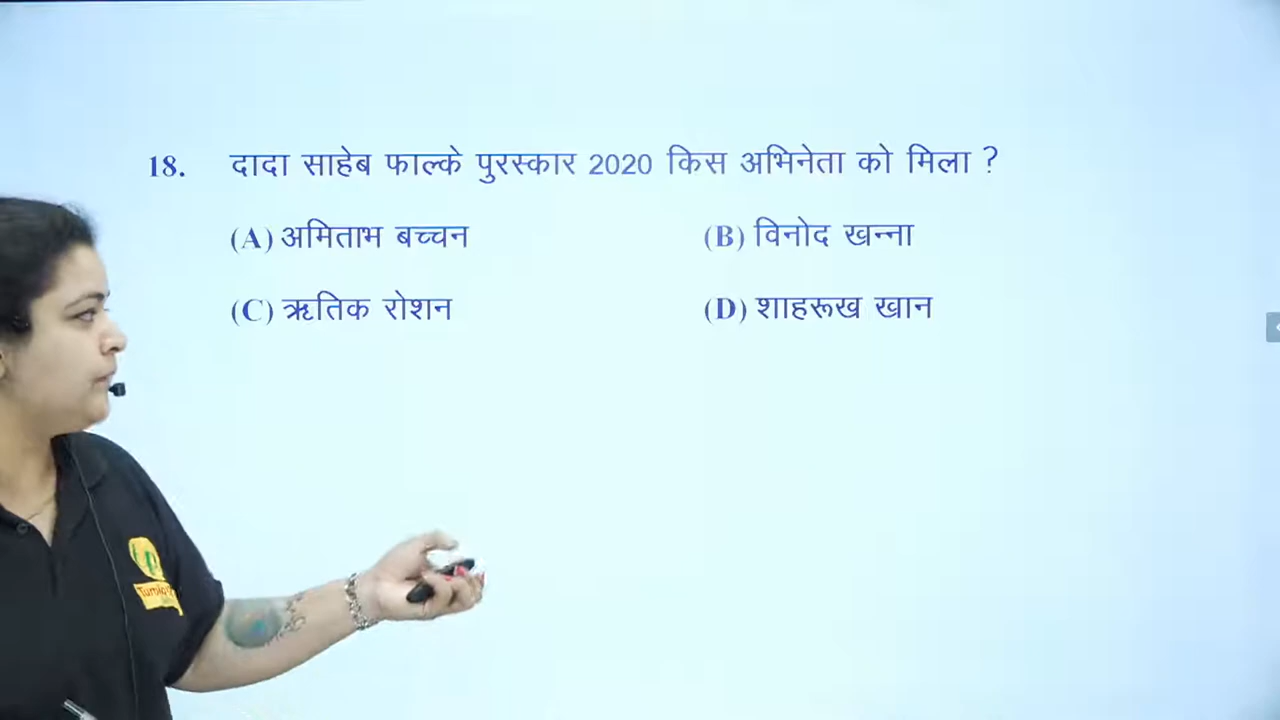 18. दादा साहेब फाल्के पुरस्कार 2020 किस अभिनेता को मिला ?
(A) अमिताभ बच्चन (B) विनोद खन्ना
(C) ऋतिक रोशन (D) शाहरूख खान